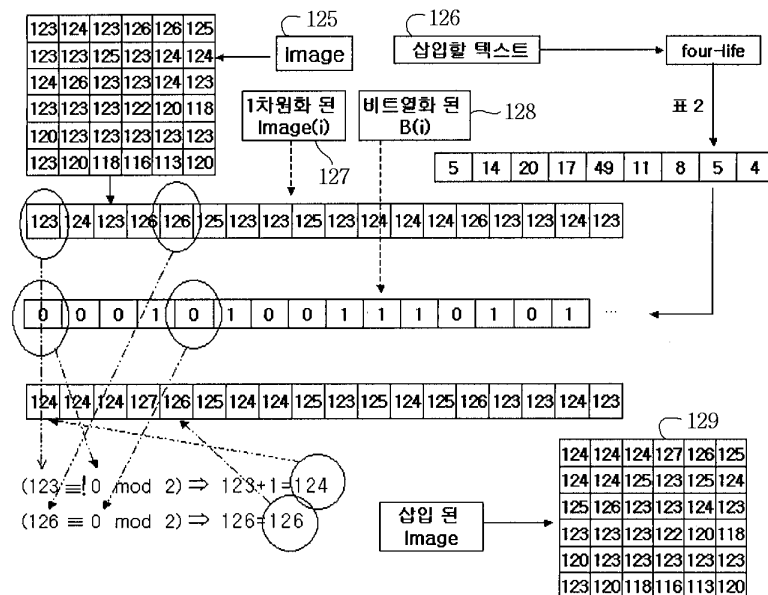 125
126
123 124 123 126 126 125
123 123 125 123 124 124
124 126 123 123 124 123
123 123 123 122 120 118
120 123 123 123 123 123
123 120 118 116 113 120
Image
삽입할 텍스트
four-life
표 2
1차원화 된
Image(i)
127
비트열화 된
B(i)
128
5 14 20 17 49 11 8 5 4
123 124 123 126 126 125 123 123 125 123 124 124 124 126 123 123 124 123
0 0 0 1 0 1 0 0 1 1 1 0 1 0 1 ...
124 124 124 127 126 125 124 124 125 123 125 124 125 126 123 123 124 123
(123 ≡! 0 mod 2) ⇒ 123+1=124
(126 ≡ 0 mod 2) ⇒ 126=126
삽입 된
Image
129
124 124 124 127 126 125
124 124 125 123 125 124
125 126 123 123 124 123
123 123 123 122 120 118
120 123 123 123 123 123
123 120 118 116 113 120